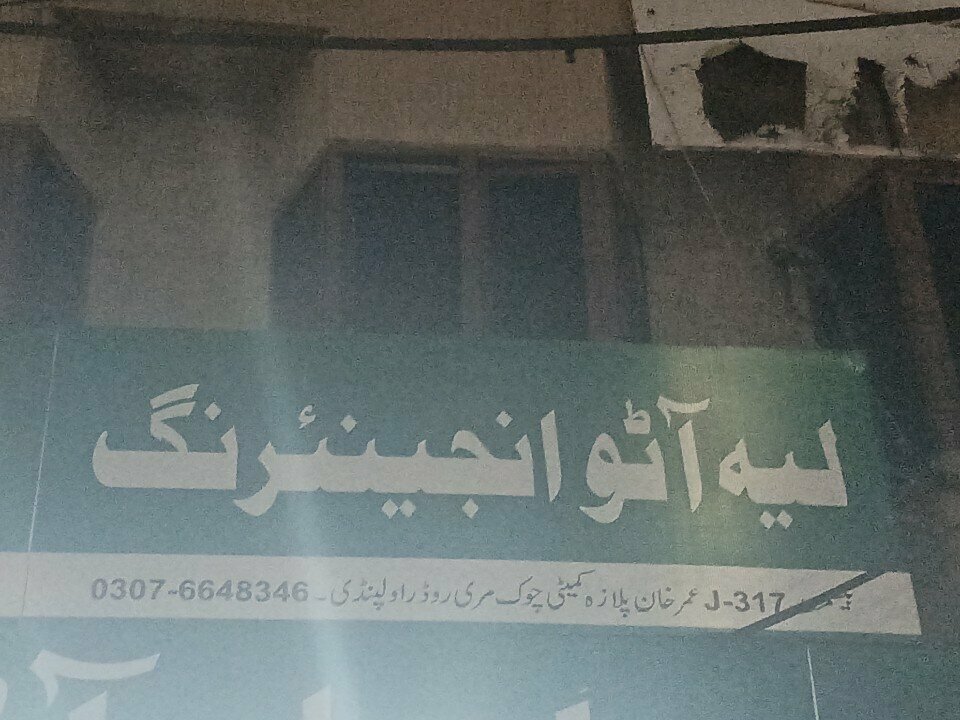 لیہ آٹو انجینئرنگ
J-317 عمر خان پلازہ کمیٹی چوک مری روڈ راولپنڈی۔ 0307-6648346